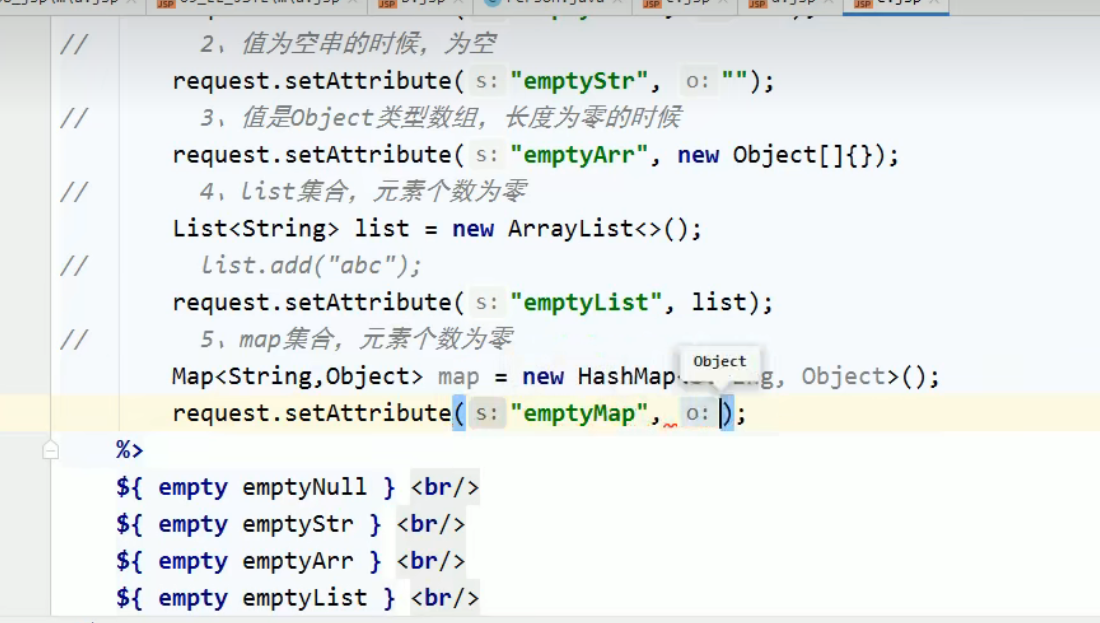 //        2、值为空串的时候，为空
request.setAttribute( s: "emptyStr", o: "");
//        3、值是Object类型数组，长度为零的时候
request.setAttribute( s: "emptyArr", new Object[]{});
//        4、list集合，元素个数为零
List<String> list = new ArrayList<>();
//        list.add("abc");
request.setAttribute( s: "emptyList", list);
//        5、map集合，元素个数为零
Object
Map<String,Object> map = new HashMap ng, Object>();
request.setAttribute( s: "emptyMap", o: );
%>
${ empty emptyNull } <br/>
${ empty emptyStr } <br/>
${ empty emptyArr } <br/>
${ empty emptyList } <br/>